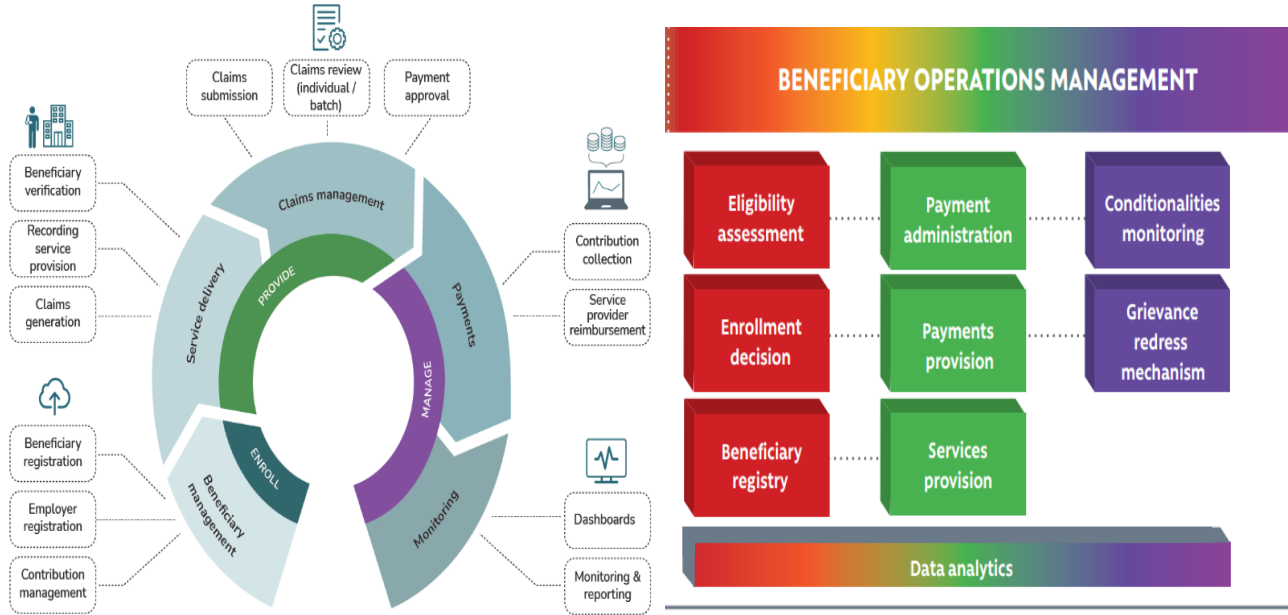 Claims
submission
Claims review
(individual /
batch)
Payment
approval
Beneficiary
verification
Recording
service
provision
Claims
generation
Beneficiary
registration
Employer
registration
Contribution
management
Claims management
Service delivery
Payments
Beneficiary
management
Monitoring
PROVIDE
MANAGE
ENROLL
Contribution
collection
Service
provider
reimbursement
Dashboards
Monitoring &
reporting
BENEFICIARY OPERATIONS MANAGEMENT
Eligibility
assessment
Payment
administration
Conditionalities
monitoring
Enrollment
decision
Payments
provision
Grievance
redress
mechanism
Beneficiary
registry
Services
provision
Data analytics